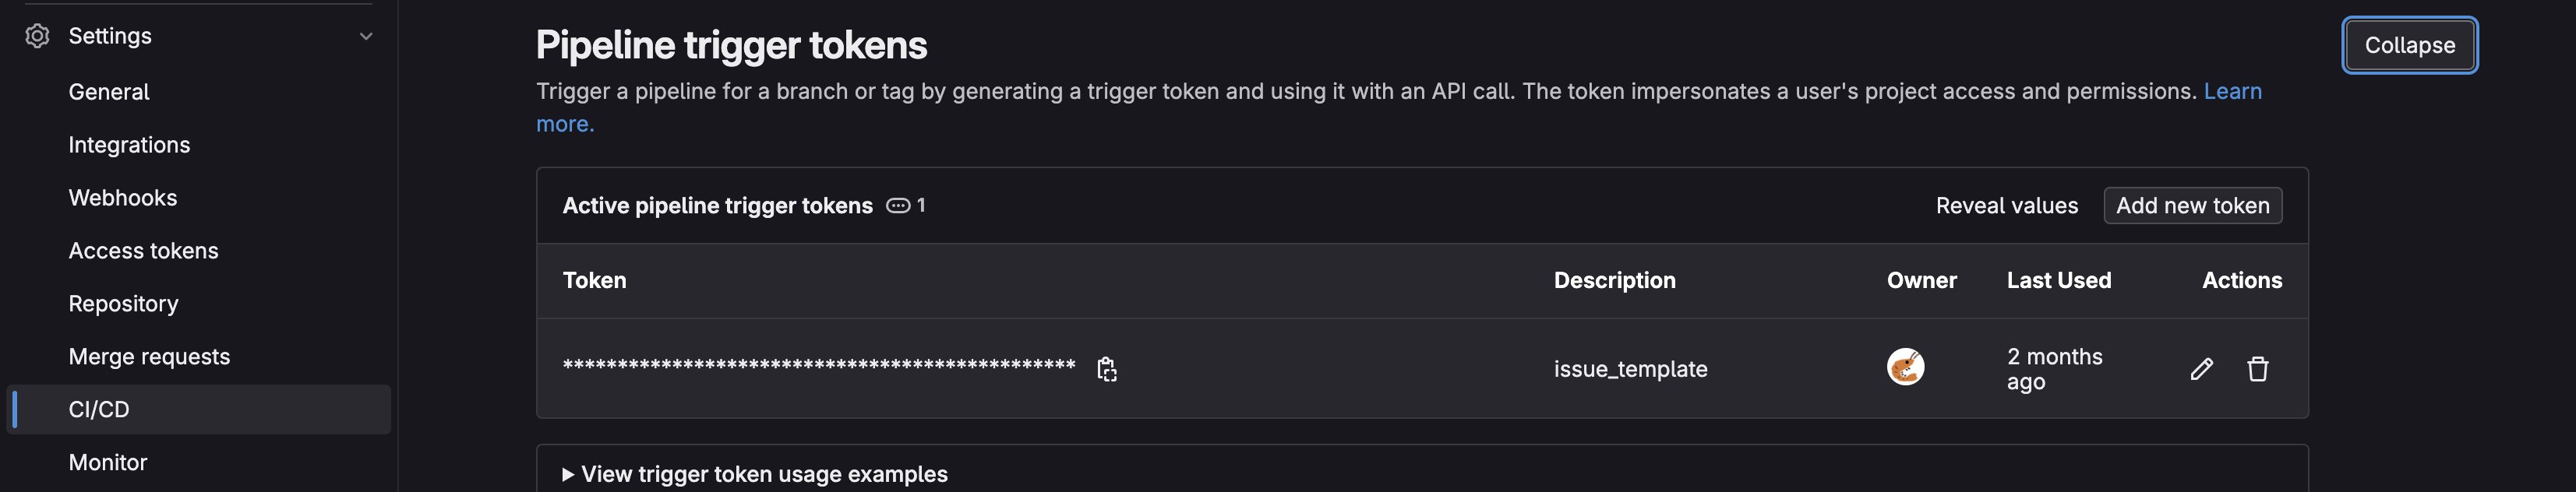 Settings
General
Integrations
Webhooks
Access tokens
Repository
Merge requests
CI/CD
Monitor
Pipeline trigger tokens
Collapse
Trigger a pipeline for a branch or tag by generating a trigger token and using it with an API call. The token impersonates a user's project access and permissions. Learn
more.
Active pipeline trigger tokens 1
Reveal values
Add new token
Token Description Owner Last Used Actions
*********************************************** issue_template 2 months
ago
View trigger token usage examples